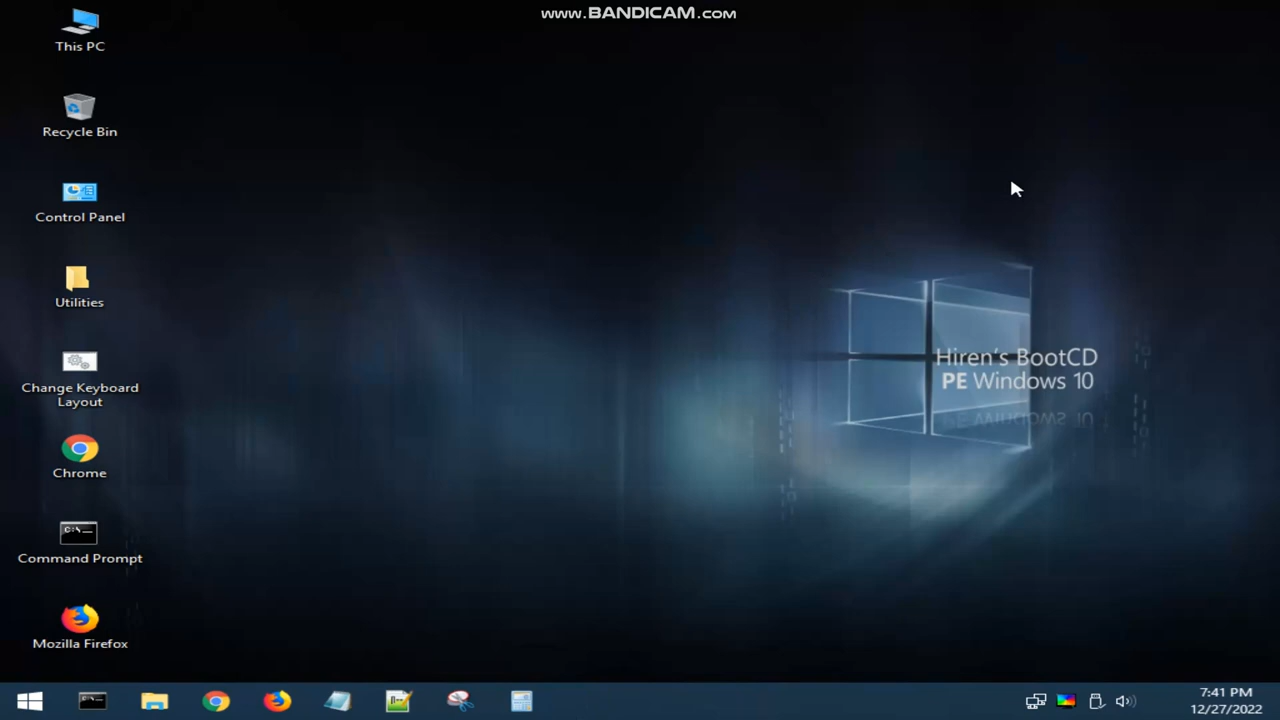 www.BANDICAM.com
This PC
Recycle Bin
Control Panel
Utilities
Change Keyboard
Layout
Chrome
C:\
Command Prompt
Mozilla Firefox
Hiren's BootCD
PE Windows 10
7:41 PM
12/27/2022